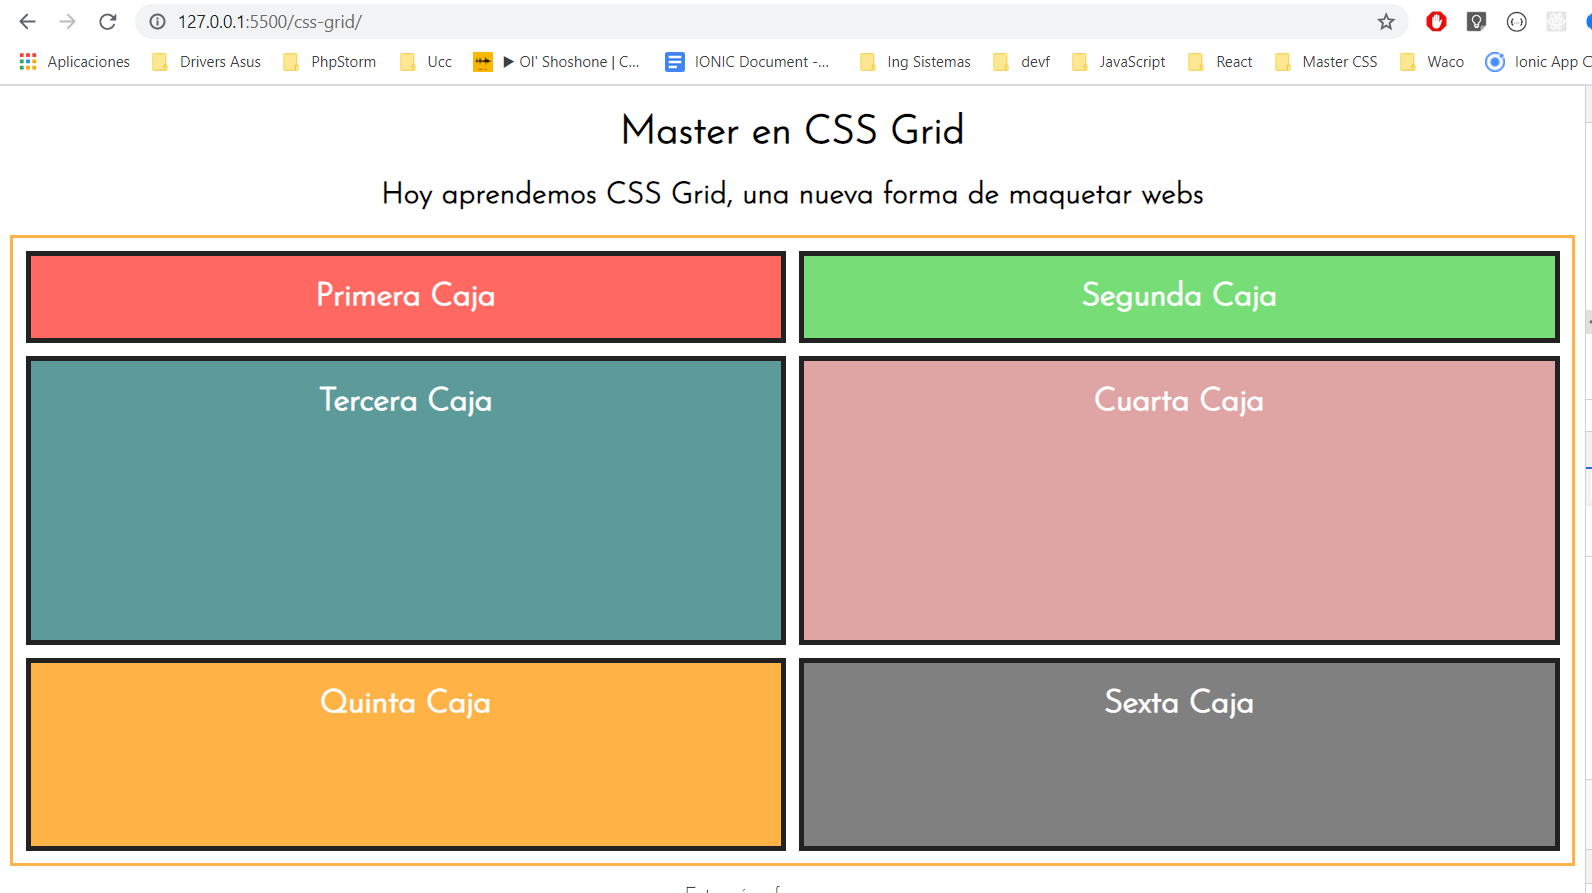 127.0.0.1:5500/css-grid/
Aplicaciones Drivers Asus PhpStorm Ucc ▶ Ol' Shoshone | C... IONIC Document -... Ing Sistemas devf JavaScript React Master CSS Waco Ionic App C
Master en CSS Grid
Hoy aprendemos CSS Grid, una nueva forma de maquetar webs
Primera Caja Segunda Caja
Tercera Caja Cuarta Caja
Quinta Caja Sexta Caja